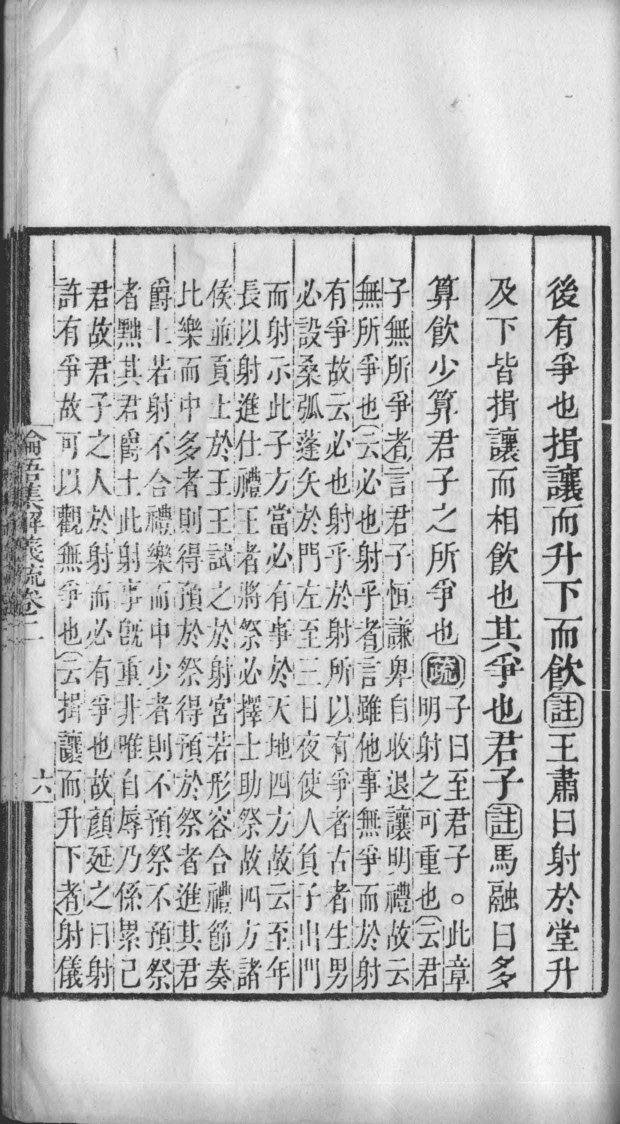 後有爭也揖讓而升下而飲註王肅曰射於堂升
及下皆揖讓而相飲也其爭也君子註馬融曰多
算飲少算君子之所爭也疏子曰至君子。此章
明射之可重也云君
子無所爭者言君子恒謙卑自收退讓明禮故云
無所爭也云必也射乎者言雖他事無爭而於射
有爭故云必也射乎於射所以有爭者古者生男
必設桑弧蓬矢於門左至三日夜使人負子出門
而射示此子方當必有事於天地四方故云至年
長以射進仕禮王者將祭必擇士助祭故四方諸
侯並貢士於王王試之於射宮若形容合禮節奏
比樂而中多者則得預於祭得預於祭者進其君
爵士若射不合禮樂而中少者則不預祭不預祭
者黜其君爵土此射事旣重非唯自辱乃係累己
君故君子之人於射而必有爭也故顏延之曰射
許有爭故可以觀無爭也云揖讓而升下者射儀
論語集解義疏卷二
六